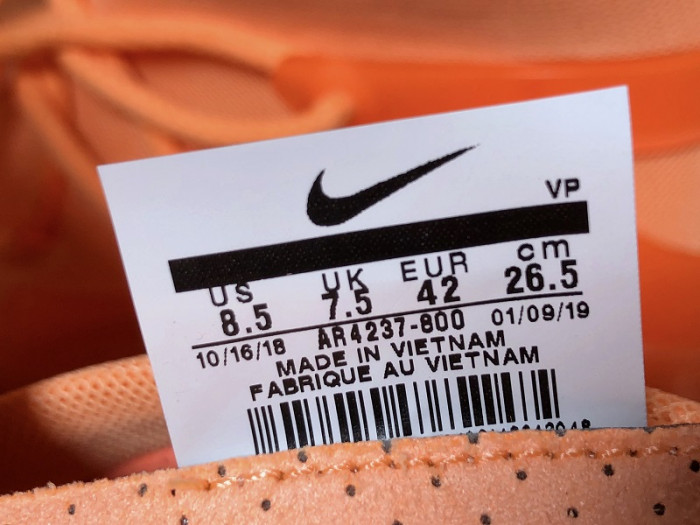 VP
US UK EUR cm
8.5 7.5 42 26.5
10/16/18 AR4237-800 01/09/19
MADE IN VIETNAM
FABRIQUE AU VIETNAM